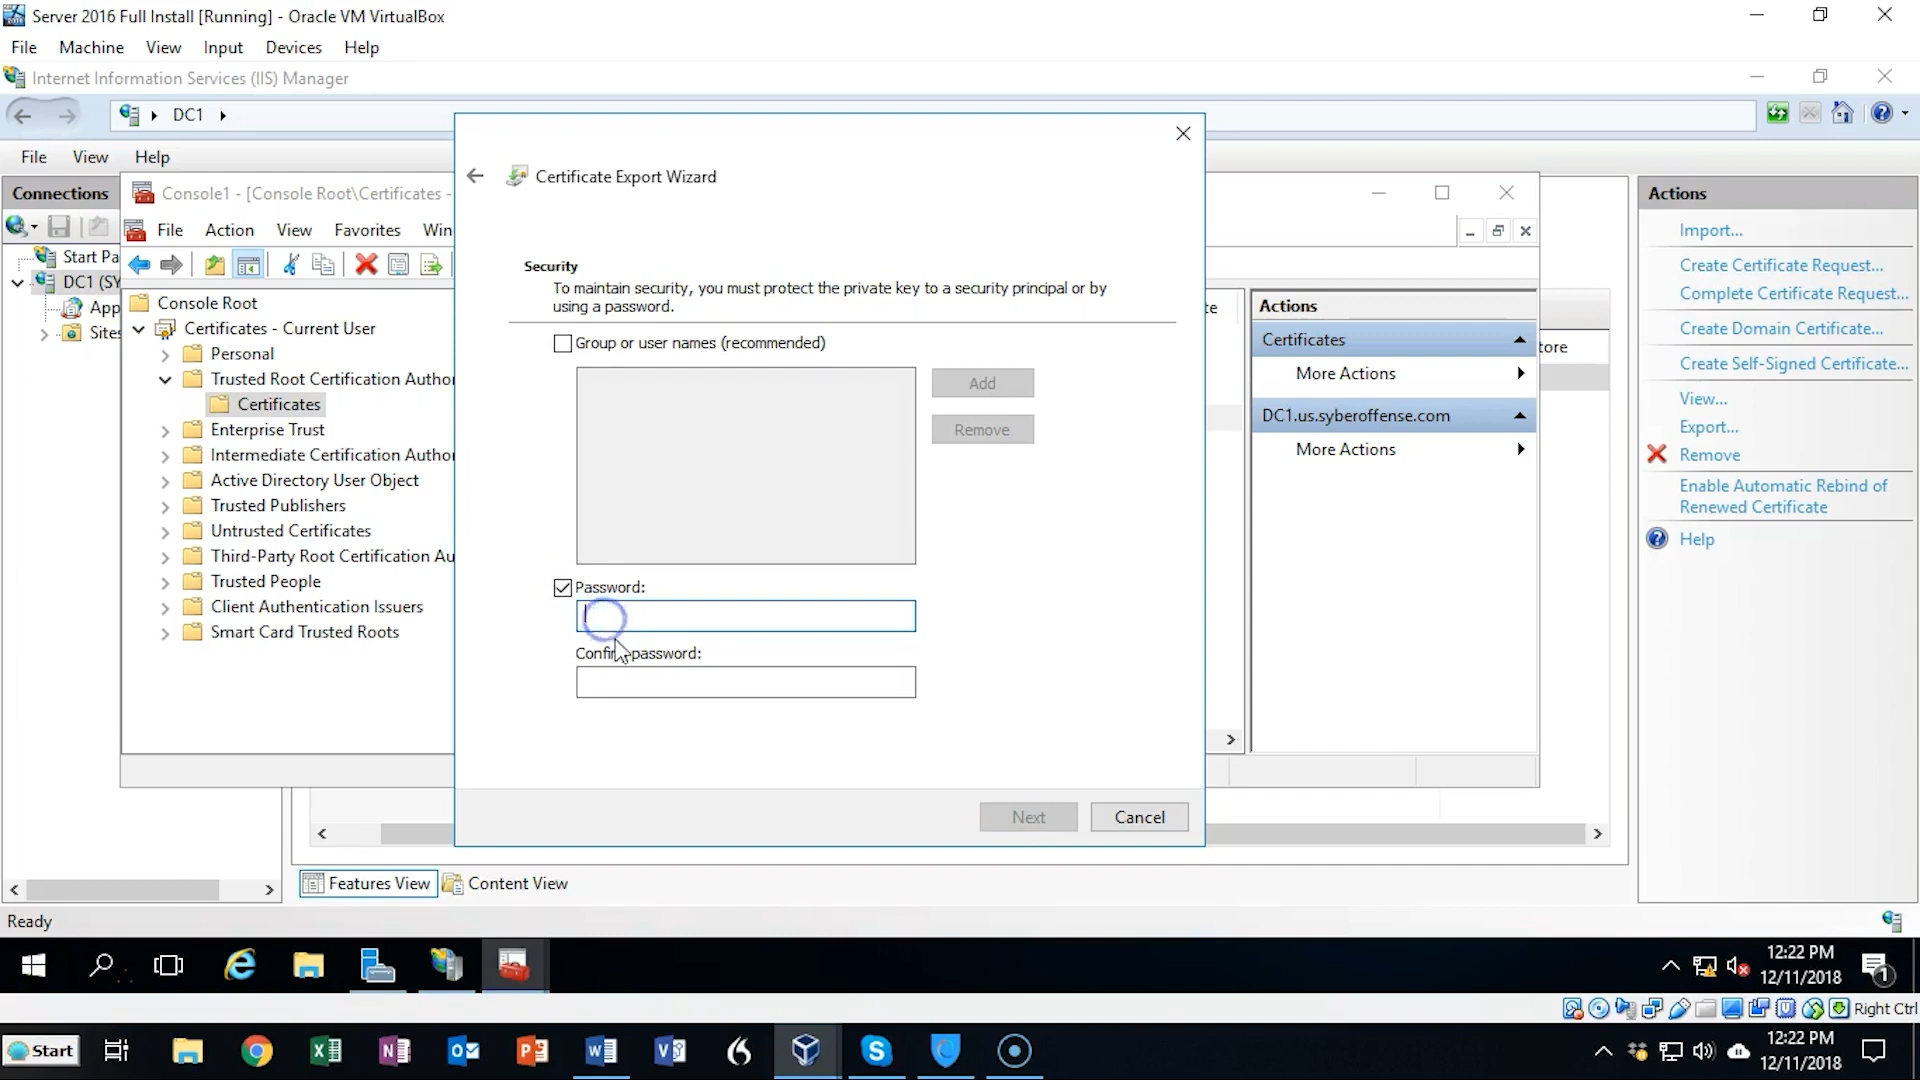 Server 2016 Full Install [Running] - Oracle VM VirtualBox
File Machine View Input Devices Help
Internet Information Services (IIS) Manager
DC1
File View Help
Connections
Start Pa
DC1 (SY
App
Sites
Console1 - [Console Root\Certificates -
File Action View Favorites Win
Console Root
Certificates - Current User
Personal
Trusted Root Certification Autho
Certificates
Enterprise Trust
Intermediate Certification Autho
Active Directory User Object
Trusted Publishers
Untrusted Certificates
Third-Party Root Certification Au
Trusted People
Client Authentication Issuers
Smart Card Trusted Roots
Certificate Export Wizard
Security
To maintain security, you must protect the private key to a security principal or by
using a password.
Group or user names (recommended)
Add
Remove
Password:
Confirm password:
Next
Cancel
te
Actions
Certificates
More Actions
DC1.us.syberoffense.com
More Actions
tore
Actions
Import...
Create Certificate Request...
Complete Certificate Request...
Create Domain Certificate...
Create Self-Signed Certificate...
View...
Export...
Remove
Enable Automatic Rebind of
Renewed Certificate
Help
Features View
Content View
Ready
12:22 PM
12/11/2018
1
Right Ctrl
Start
12:22 PM
12/11/2018